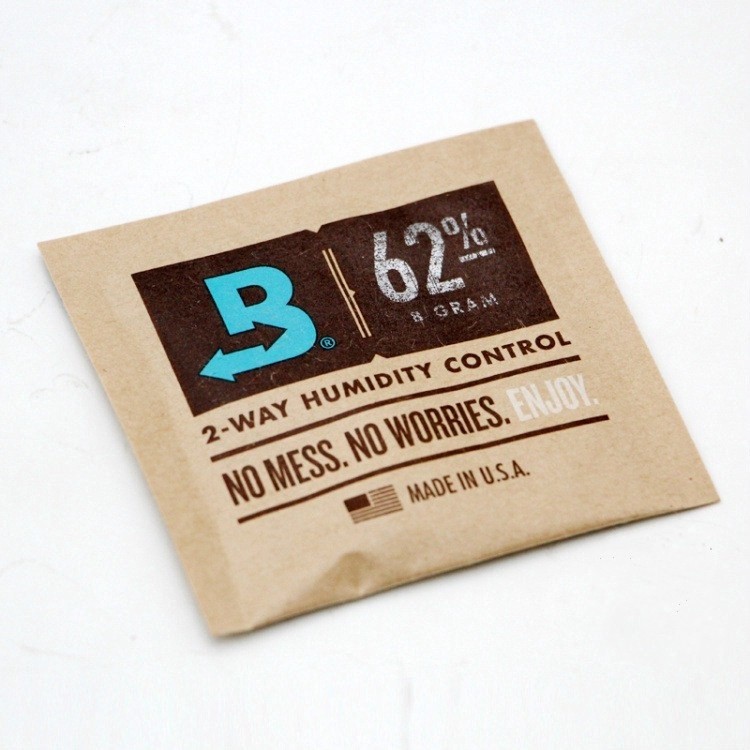 B®
62%
8 GRAM
2-WAY HUMIDITY CONTROL
NO MESS. NO WORRIES. ENJOY.
MADE IN U.S.A.